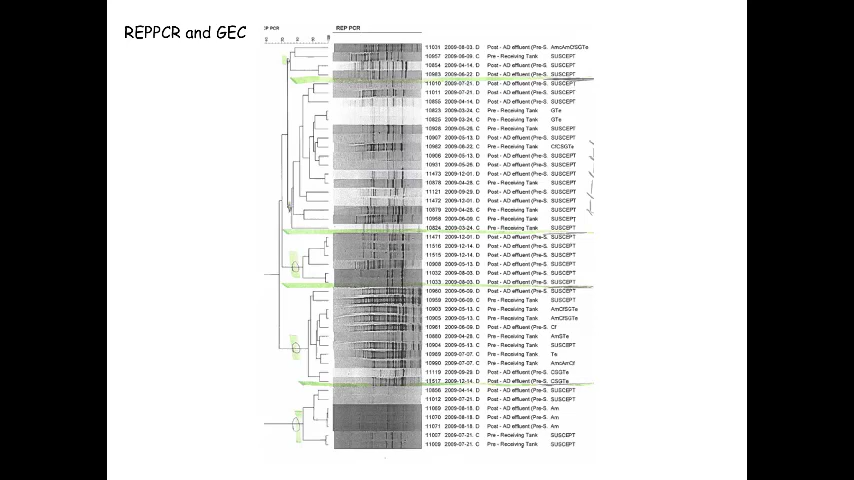 REPPCR and GEC
EP PCR
REP PCR
11031 2009-08-03. D Post - AD effluent (Pre-S. AmcAmCfSGTe
10957 2009-06-09. C Pre - Receiving Tank SUSCEPT
10854 2009-04-14. D Post - AD effluent (Pre-S. SUSCEPT
10983 2009-06-22 D Post - AD effluent (Pre-S. SUSCEPT
11010 2009-07-21. D Post - AD effluent (Pre-S. SUSCEPT
11011 2009-07-21. D Post - AD effluent (Pre-S. SUSCEPT
10855 2009-04-14. D Post - AD effluent (Pre-S. SUSCEPT
10823 2009-03-24. C Pre - Receiving Tank GTe
10825 2009-03-24. C Pre - Receiving Tank GTe
10928 2009-05-26. C Pre - Receiving Tank SUSCEPT
10907 2009-05-13. D Post - AD effluent (Pre-S. SUSCEPT
10962 2009-06-22. C Pre - Receiving Tank CfCSGTe
10906 2009-05-13. D Post - AD effluent (Pre-S. SUSCEPT
10931 2009-05-26. D Post - AD effluent (Pre-S. SUSCEPT
11473 2009-12-01. D Post - AD effluent (Pre-S. SUSCEPT
10878 2009-04-28. C Pre - Receiving Tank SUSCEPT
11121 2009-09-29. D Post - AD effluent (Pre-S. SUSCEPT
11472 2009-12-01. D Post - AD effluent (Pre-S. SUSCEPT
10879 2009-04-28. C Pre - Receiving Tank SUSCEPT
10958 2009-06-09. C Pre - Receiving Tank SUSCEPT
10824 2009-03-24. C Pre - Receiving Tank SUSCEPT
11471 2009-12-01. D Post - AD effluent (Pre-S. SUSCEPT
11516 2009-12-14. D Post - AD effluent (Pre-S. SUSCEPT
11515 2009-12-14. D Post - AD effluent (Pre-S. SUSCEPT
10908 2009-05-13. D Post - AD effluent (Pre-S. SUSCEPT
11032 2009-08-03. D Post - AD effluent (Pre-S. SUSCEPT
11033 2009-08-03. D Post - AD effluent (Pre-S. SUSCEPT
10960 2009-06-09. D Post - AD effluent (Pre-S. SUSCEPT
10959 2009-06-09. C Pre - Receiving Tank SUSCEPT
10903 2009-05-13. C Pre - Receiving Tank AmCfSGTe
10905 2009-05-13. C Pre - Receiving Tank AmCfSGTe
10961 2009-06-09. D Post - AD effluent (Pre-S. Cf
10880 2009-04-28. C Pre - Receiving Tank AmSTe
10904 2009-05-13. C Pre - Receiving Tank SUSCEPT
10989 2009-07-07. C Pre - Receiving Tank Te
10990 2009-07-07. C Pre - Receiving Tank AmcAmCf
11119 2009-09-29. D Post - AD effluent (Pre-S. CSGTe
11517 2009-12-14. D Post - AD effluent (Pre-S. CSGTe
10856 2009-04-14. D Post - AD effluent (Pre-S. SUSCEPT
11012 2009-07-21. D Post - AD effluent (Pre-S. SUSCEPT
11069 2009-08-18. D Post - AD effluent (Pre-S. Am
11070 2009-08-18. D Post - AD effluent (Pre-S. Am
11071 2009-08-18. D Post - AD effluent (Pre-S. Am
11007 2009-07-21. C Pre - Receiving Tank SUSCEPT
11009 2009-07-21. C Pre - Receiving Tank SUSCEPT